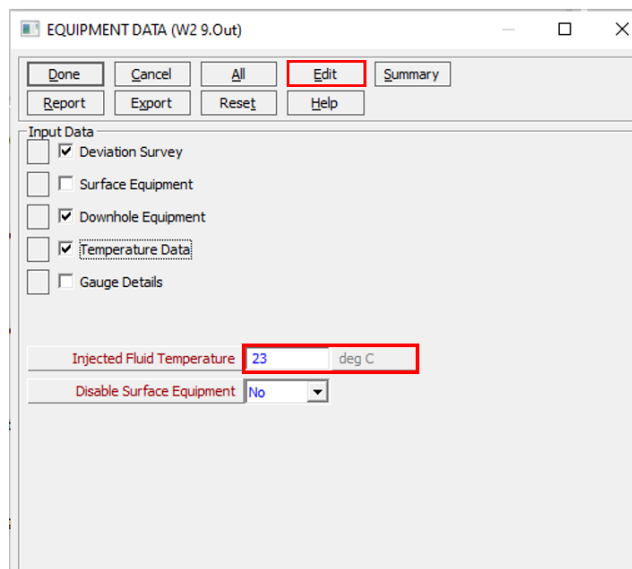 EQUIPMENT DATA (W2 9.Out)
Done Cancel All Edit Summary
Report Export Reset Help
Input Data
Deviation Survey
Surface Equipment
Downhole Equipment
Temperature Data
Gauge Details
Injected Fluid Temperature 23 deg C
Disable Surface Equipment No